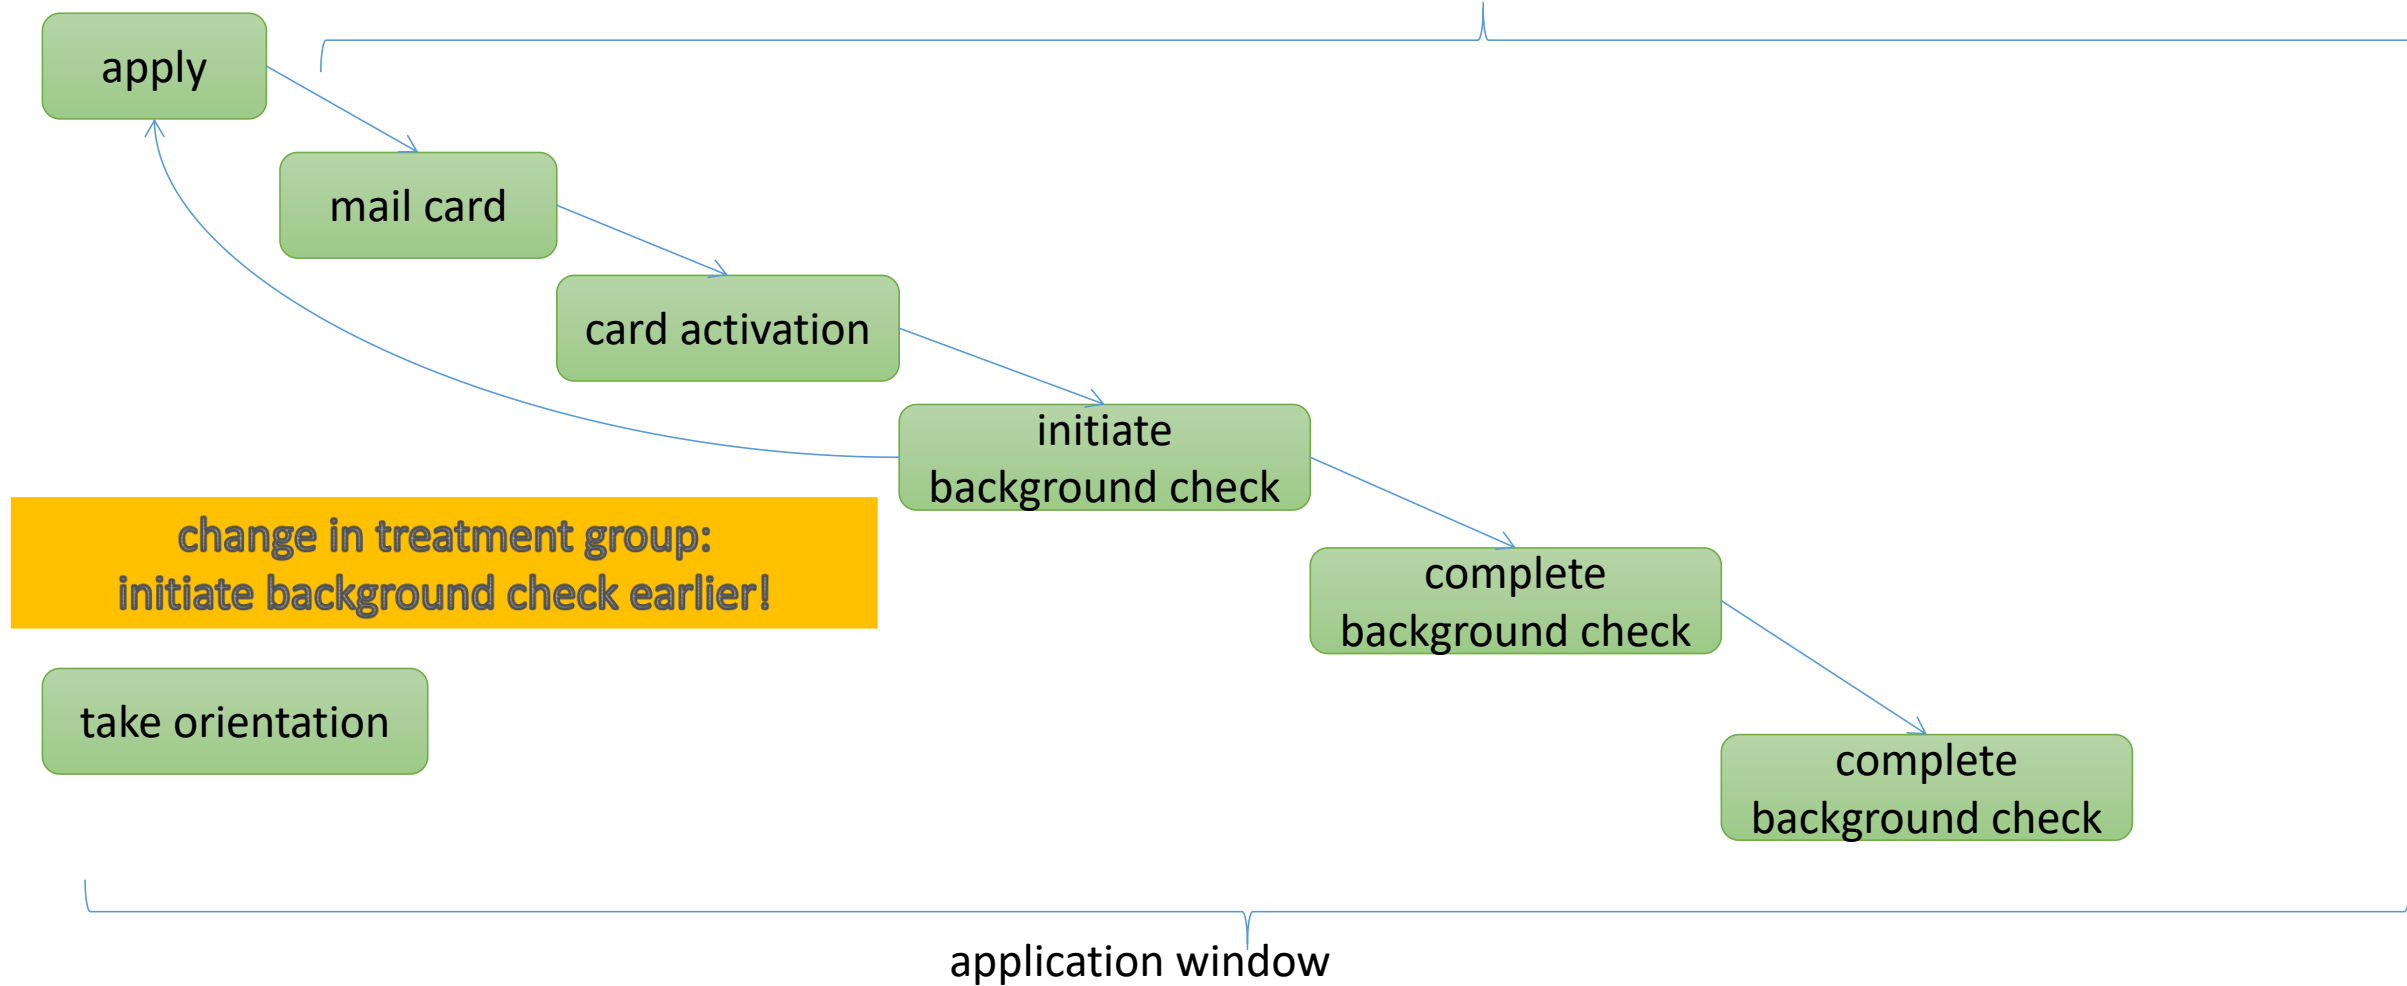 apply
mail card
card activation
initiate
background check
change in treatment group:
initiate background check earlier!
complete
background check
take orientation
complete
background check
application window